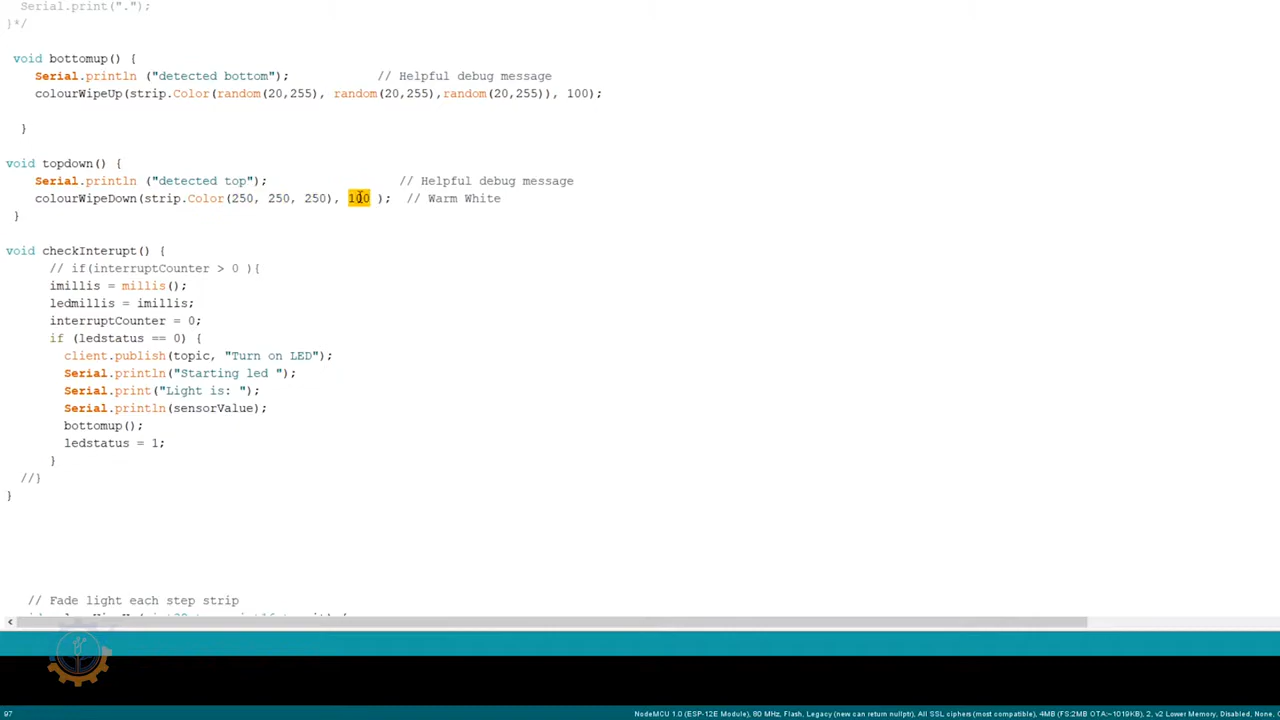 Serial.print(".");
}*/
void bottomup() {
Serial.println ("detected bottom"); // Helpful debug message
colourWipeUp(strip.Color(random(20,255), random(20,255),random(20,255)), 100);
}
void topdown() {
Serial.println ("detected top"); // Helpful debug message
colourWipeDown(strip.Color(250, 250, 250), 100 ); // Warm White
}
void checkInterupt() {
// if(interruptCounter > 0 ){
imillis = millis();
ledmillis = imillis;
interruptCounter = 0;
if (ledstatus == 0) {
client.publish(topic, "Turn on LED");
Serial.println("Starting led ");
Serial.print("Light is: ");
Serial.println(sensorValue);
bottomup();
ledstatus = 1;
}
//}
}
// Fade light each step strip
97
NodeMCU 1.0 (ESP-12E Module), 80 MHz, Flash, Legacy (new can return nullptr), All SSL ciphers (most compatible), 4MB (FS:2MB OTA:~1019KB), 2, v2 Lower Memory, Disabled, None,